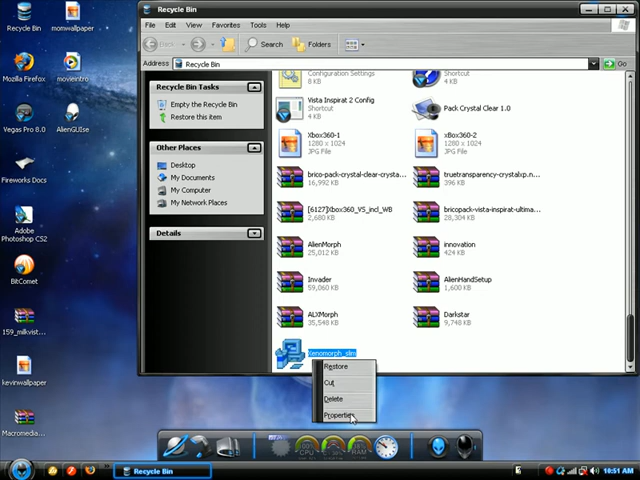 Recycle Bin
momwallpaper
Mozilla Firefox
movieintro
Vegas Pro 8.0
AlienGUIse
Fireworks Docs
Adobe
Photoshop CS2
BitComet
159_milkvist...
kevinwallpaper
Macromedia...
Recycle Bin
File Edit View Favorites Tools Help
Back Search Folders
Address Recycle Bin Go
Recycle Bin Tasks
Empty the Recycle Bin
Restore this item
Other Places
Desktop
My Documents
My Computer
My Network Places
Details
Configuration Settings
8 KB
Shortcut
4 KB
Vista Inspirat 2 Config
Shortcut
4 KB
Pack Crystal Clear 1.0
Xbox360-1
1280 x 1024
JPG File
xBox360-2
1280 x 1024
JPG File
brico-pack-crystal-clear-crysta...
16,992 KB
truetransparency-crystalxp.n...
396 KB
[6127]Xbox360_VS_incl_WB
2,680 KB
bricopack-vista-inspirat-ultima...
28,304 KB
AlienMorph
25,012 KB
innovation
424 KB
Invader
59,060 KB
AlienHandSetup
1,600 KB
ALXMorph
35,548 KB
Darkstar
9,748 KB
Xenomorph_slim
Restore
Cut
Delete
Properties
CPU
RAM
Recycle Bin
10:51 AM